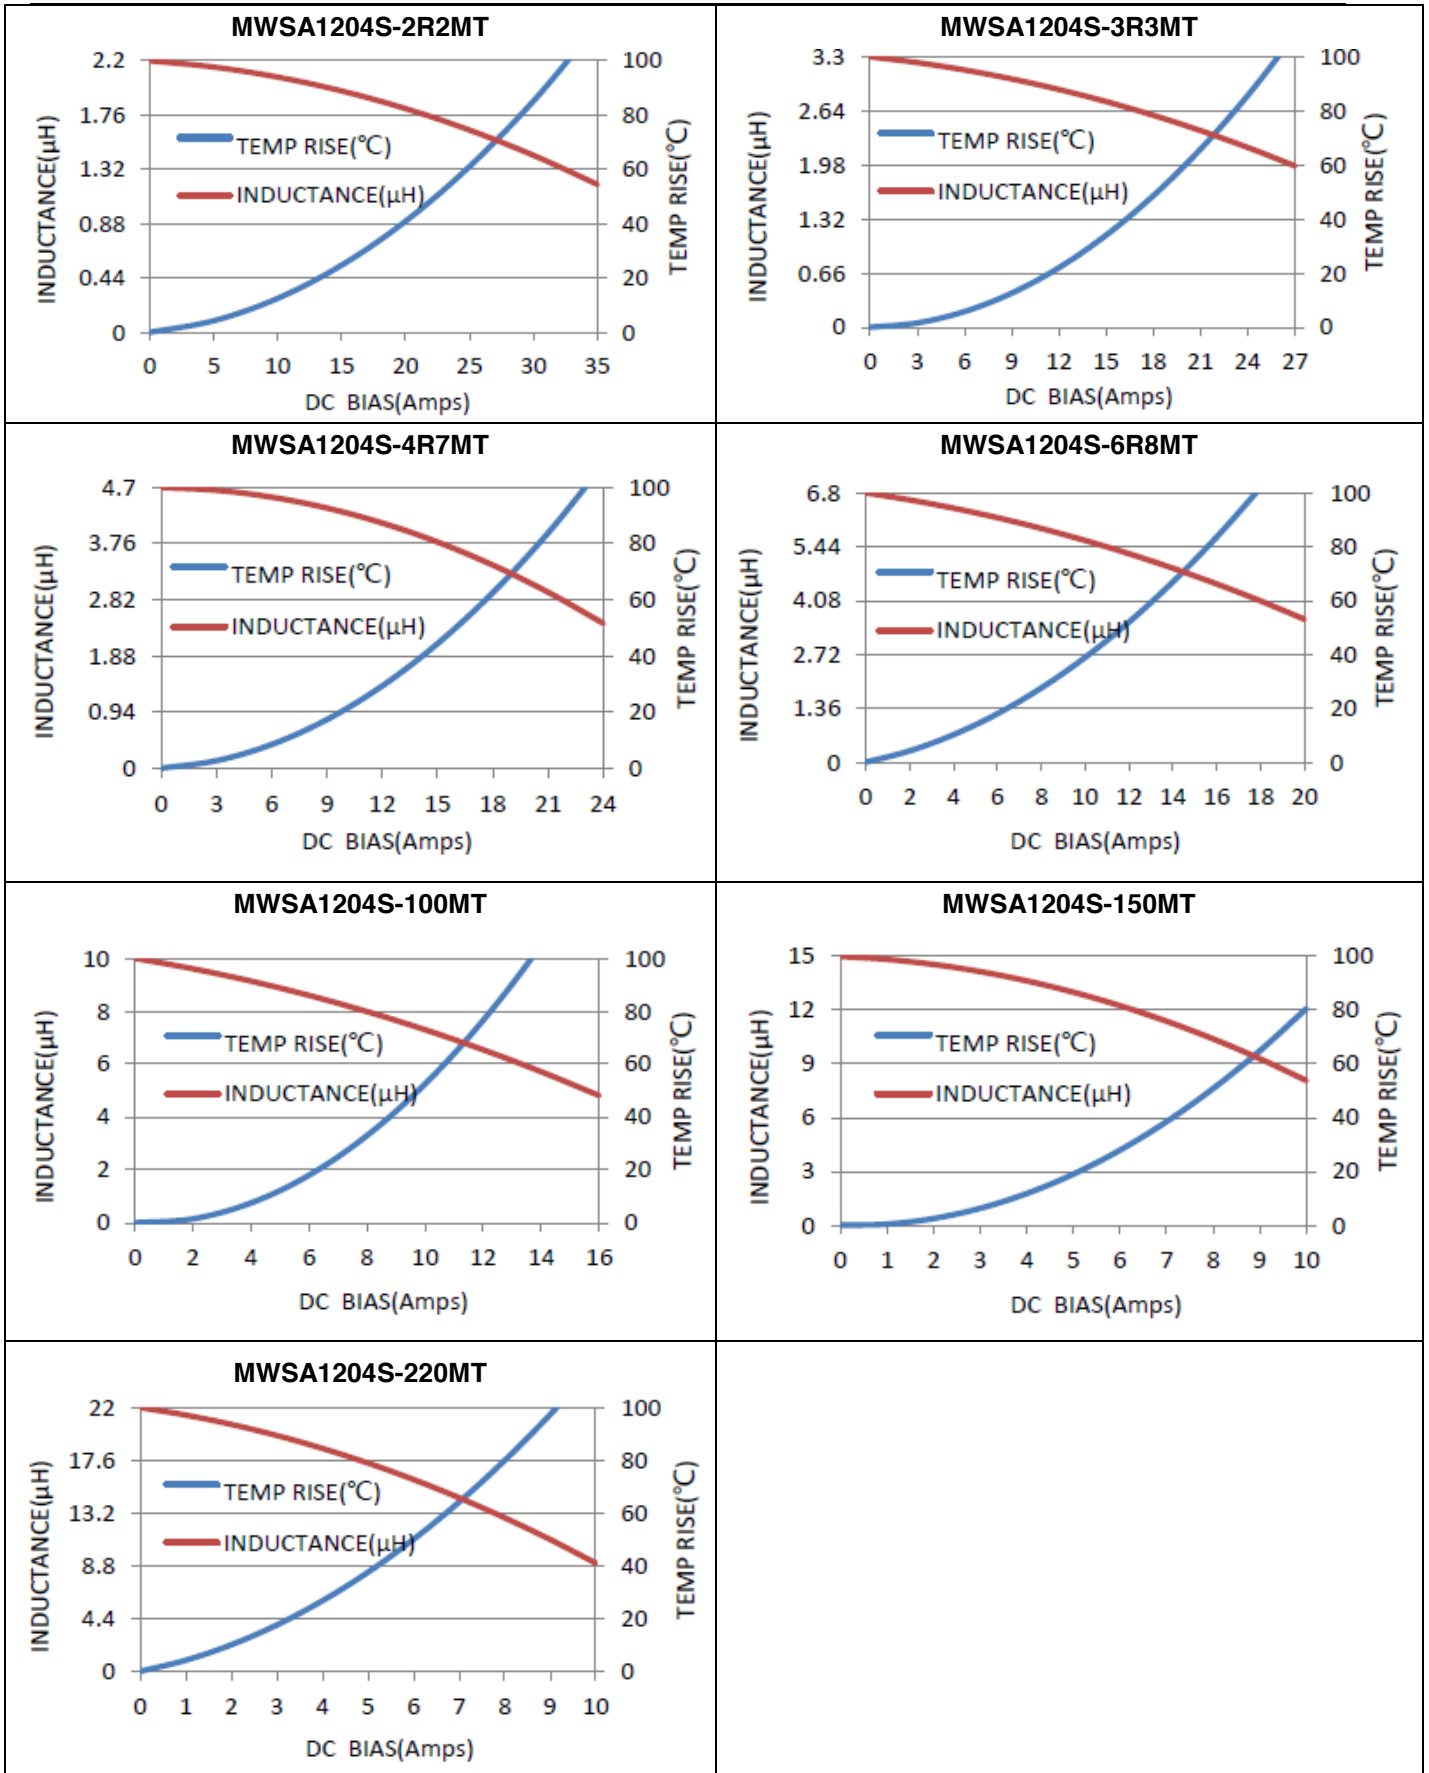 MWSA1204S-2R2MT
2.2
1.76
1.32
0.88
0.44
0
INDUCTANCE(µH)
TEMP RISE(℃)
INDUCTANCE(µH)
100
80
60
40
20
0
TEMP RISE(℃)
0 5 10 15 20 25 30 35
DC BIAS(Amps)
MWSA1204S-3R3MT
3.3
2.64
1.98
1.32
0.66
0
INDUCTANCE(µH)
TEMP RISE(℃)
INDUCTANCE(µH)
100
80
60
40
20
0
TEMP RISE(℃)
0 3 6 9 12 15 18 21 24 27
DC BIAS(Amps)
MWSA1204S-4R7MT
4.7
3.76
2.82
1.88
0.94
0
INDUCTANCE(µH)
TEMP RISE(℃)
INDUCTANCE(µH)
100
80
60
40
20
0
TEMP RISE(℃)
0 3 6 9 12 15 18 21 24
DC BIAS(Amps)
MWSA1204S-6R8MT
6.8
5.44
4.08
2.72
1.36
0
INDUCTANCE(µH)
TEMP RISE(℃)
INDUCTANCE(µH)
100
80
60
40
20
0
TEMP RISE(℃)
0 2 4 6 8 10 12 14 16 18 20
DC BIAS(Amps)
MWSA1204S-100MT
10
8
6
4
2
0
INDUCTANCE(µH)
TEMP RISE(℃)
INDUCTANCE(µH)
100
80
60
40
20
0
TEMP RISE(℃)
0 2 4 6 8 10 12 14 16
DC BIAS(Amps)
MWSA1204S-150MT
15
12
9
6
3
0
INDUCTANCE(µH)
TEMP RISE(℃)
INDUCTANCE(µH)
100
80
60
40
20
0
TEMP RISE(℃)
0 1 2 3 4 5 6 7 8 9 10
DC BIAS(Amps)
MWSA1204S-220MT
22
17.6
13.2
8.8
4.4
0
INDUCTANCE(µH)
TEMP RISE(℃)
INDUCTANCE(µH)
100
80
60
40
20
0
TEMP RISE(℃)
0 1 2 3 4 5 6 7 8 9 10
DC BIAS(Amps)